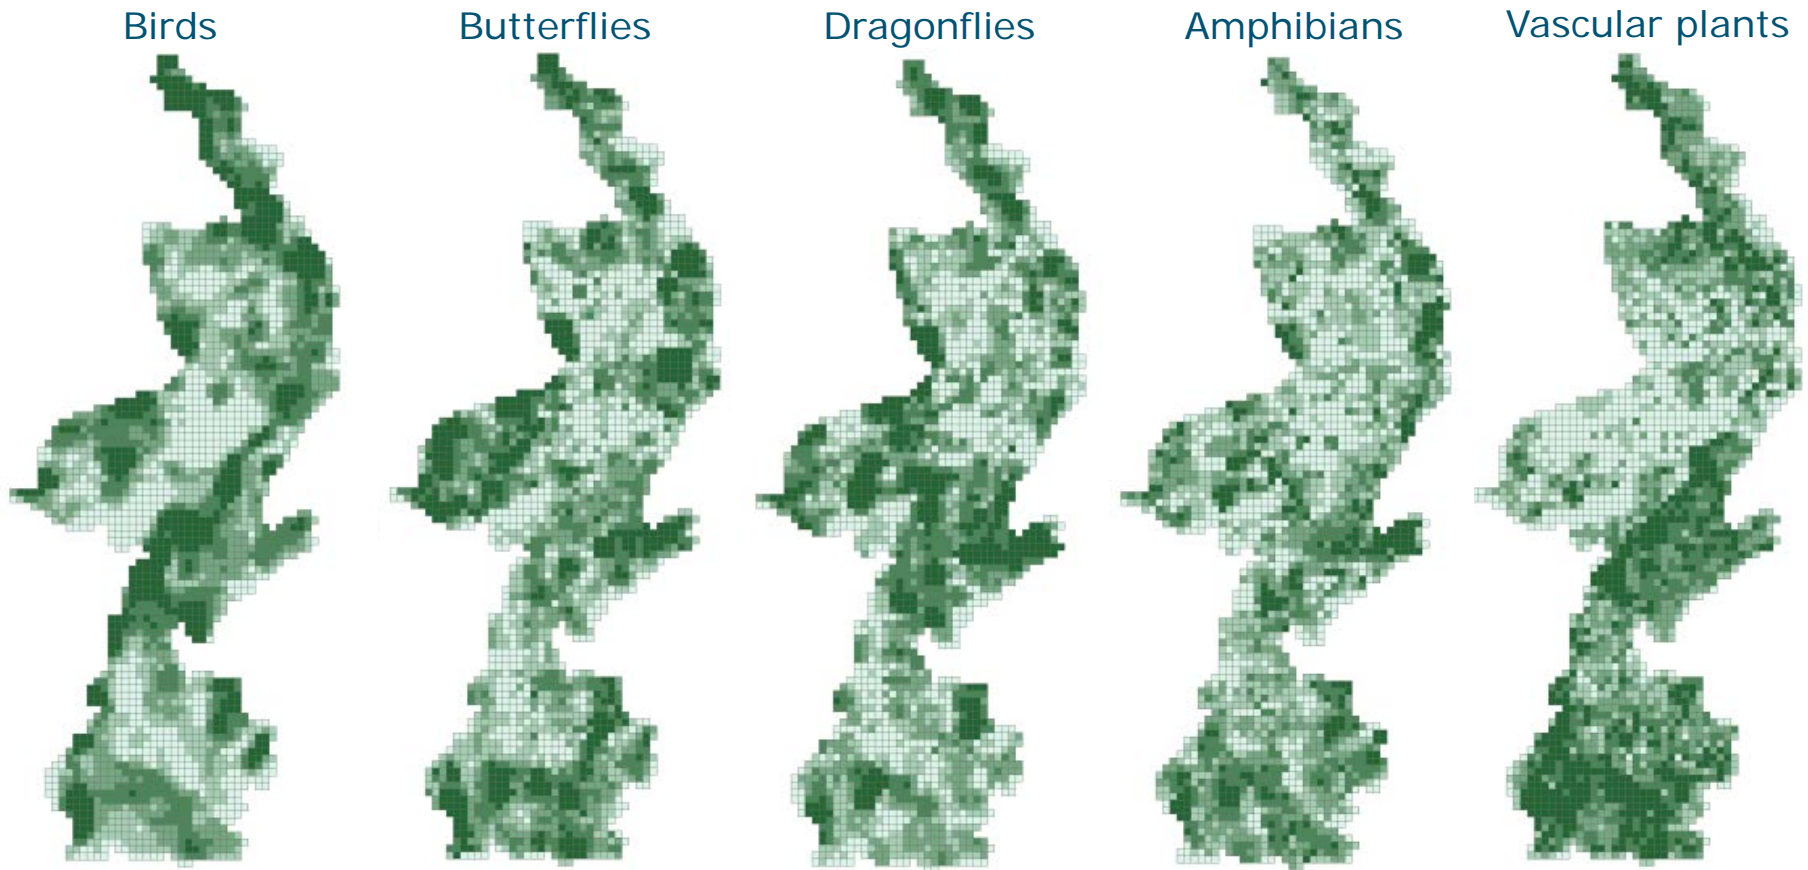 Birds
Butterflies
Dragonflies
Amphibians
Vascular plants